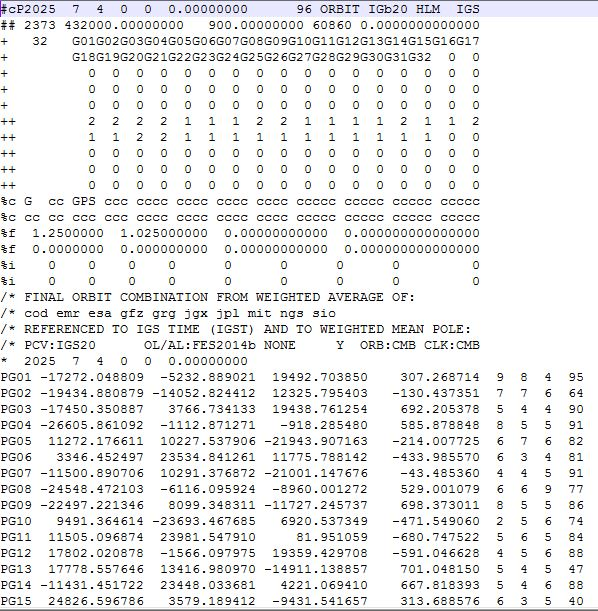 #cP2025  7  4  0  0  0.00000000      96 ORBIT IGb20 HLM  IGS
## 2373 432000.00000000   900.00000000 60860 0.0000000000000
+   32   G01G02G03G04G05G06G07G08G09G10G11G12G13G14G15G16G17
+        G18G19G20G21G22G23G24G25G26G27G28G29G30G31G32  0  0
+          0  0  0  0  0  0  0  0  0  0  0  0  0  0  0  0  0
+          0  0  0  0  0  0  0  0  0  0  0  0  0  0  0  0  0
+          0  0  0  0  0  0  0  0  0  0  0  0  0  0  0  0  0
++         2  2  2  2  1  1  1  2  2  1  1  1  1  2  1  1  2
++         1  1  2  2  1  1  1  1  1  1  1  1  2  1  1  0  0
++         0  0  0  0  0  0  0  0  0  0  0  0  0  0  0  0  0
++         0  0  0  0  0  0  0  0  0  0  0  0  0  0  0  0  0
++         0  0  0  0  0  0  0  0  0  0  0  0  0  0  0  0  0
%c G  cc GPS ccc cccc cccc cccc cccc ccccc ccccc ccccc ccccc
%c cc cc ccc ccc cccc cccc cccc cccc ccccc ccccc ccccc ccccc
%f  1.2500000  1.025000000  0.00000000000  0.000000000000000
%f  0.0000000  0.000000000  0.00000000000  0.000000000000000
%i    0    0    0    0      0      0      0      0         0
%i    0    0    0    0      0      0      0      0         0
/* FINAL ORBIT COMBINATION FROM WEIGHTED AVERAGE OF:
/* cod emr esa gfz grg jgx jpl mit ngs sio
/* REFERENCED TO IGS TIME (IGST) AND TO WEIGHTED MEAN POLE:
/* PCV:IGS20      OL/AL:FES2014b NONE     Y  ORB:CMB CLK:CMB
*  2025  7  4  0  0  0.00000000
PG01 -17272.048809  -5232.889021  19492.703850    307.268714  9  8  4  95
PG02 -19434.880879 -14052.824412  12325.795403   -130.437351  7  7  6  64
PG03 -17450.350887   3766.734133  19438.761254    692.205378  5  4  4  90
PG04 -26605.861092  -1112.871271   -918.285480    585.878848  8  5  5  91
PG05  11272.176611  10227.537906 -21943.907163   -214.007725  6  7  6  82
PG06   3346.452497  23534.841261  11775.788142   -433.985570  6  3  4  81
PG07 -11500.890706  10291.376872 -21001.147676    -43.485360  4  4  5  91
PG08 -24548.472103  -6116.095924  -8960.001272    529.001079  6  6  9  77
PG09 -22497.221346   8099.348311 -11727.245737    698.373011  8  5  5  86
PG10   9491.364614 -23693.467685   6920.537349   -471.549060  2  5  6  74
PG11  11505.096874  23981.547910     81.951059   -680.747522  5  6  5  84
PG12  17802.020878  -1566.097975  19359.429708   -591.046628  4  5  6  88
PG13  17778.557646  13416.980970 -14911.138857    701.048150  5  4  5  47
PG14 -11431.451722  23448.033681   4221.069410    667.818393  5  4  6  88
PG15  24826.596786   3579.189412  -9431.541657    313.688576  6  3  5  40